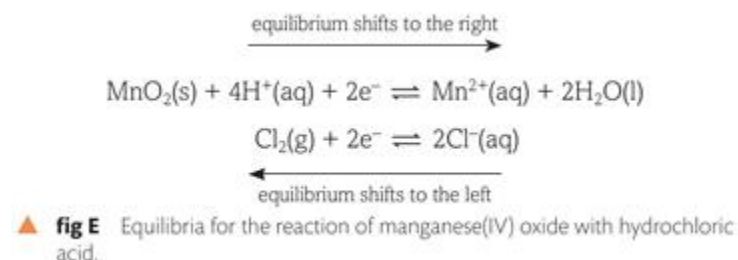 equilibrium shifts to the right
MnO₂(s) + 4H⁺(aq) + 2e⁻ ⇌ Mn²⁺(aq) + 2H₂O(l)
Cl₂(g) + 2e⁻ ⇌ 2Cl⁻(aq)
equilibrium shifts to the left
▲ fig E Equilibria for the reaction of manganese(IV) oxide with hydrochloric
acid.